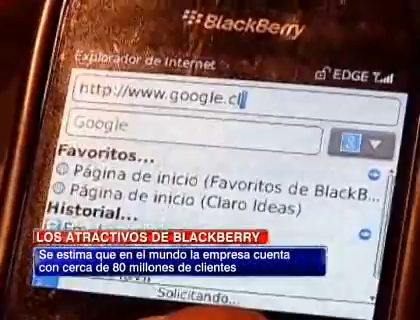 BlackBerry
Explorador de Internet
EDGE
http://www.google.cl
Google
Favoritos...
Página de inicio (Favoritos de BlackB...
Página de inicio (Claro Ideas)
Historial...
LOS ATRACTIVOS DE BLACKBERRY
Se estima que en el mundo la empresa cuenta
con cerca de 80 millones de clientes
Solicitando...